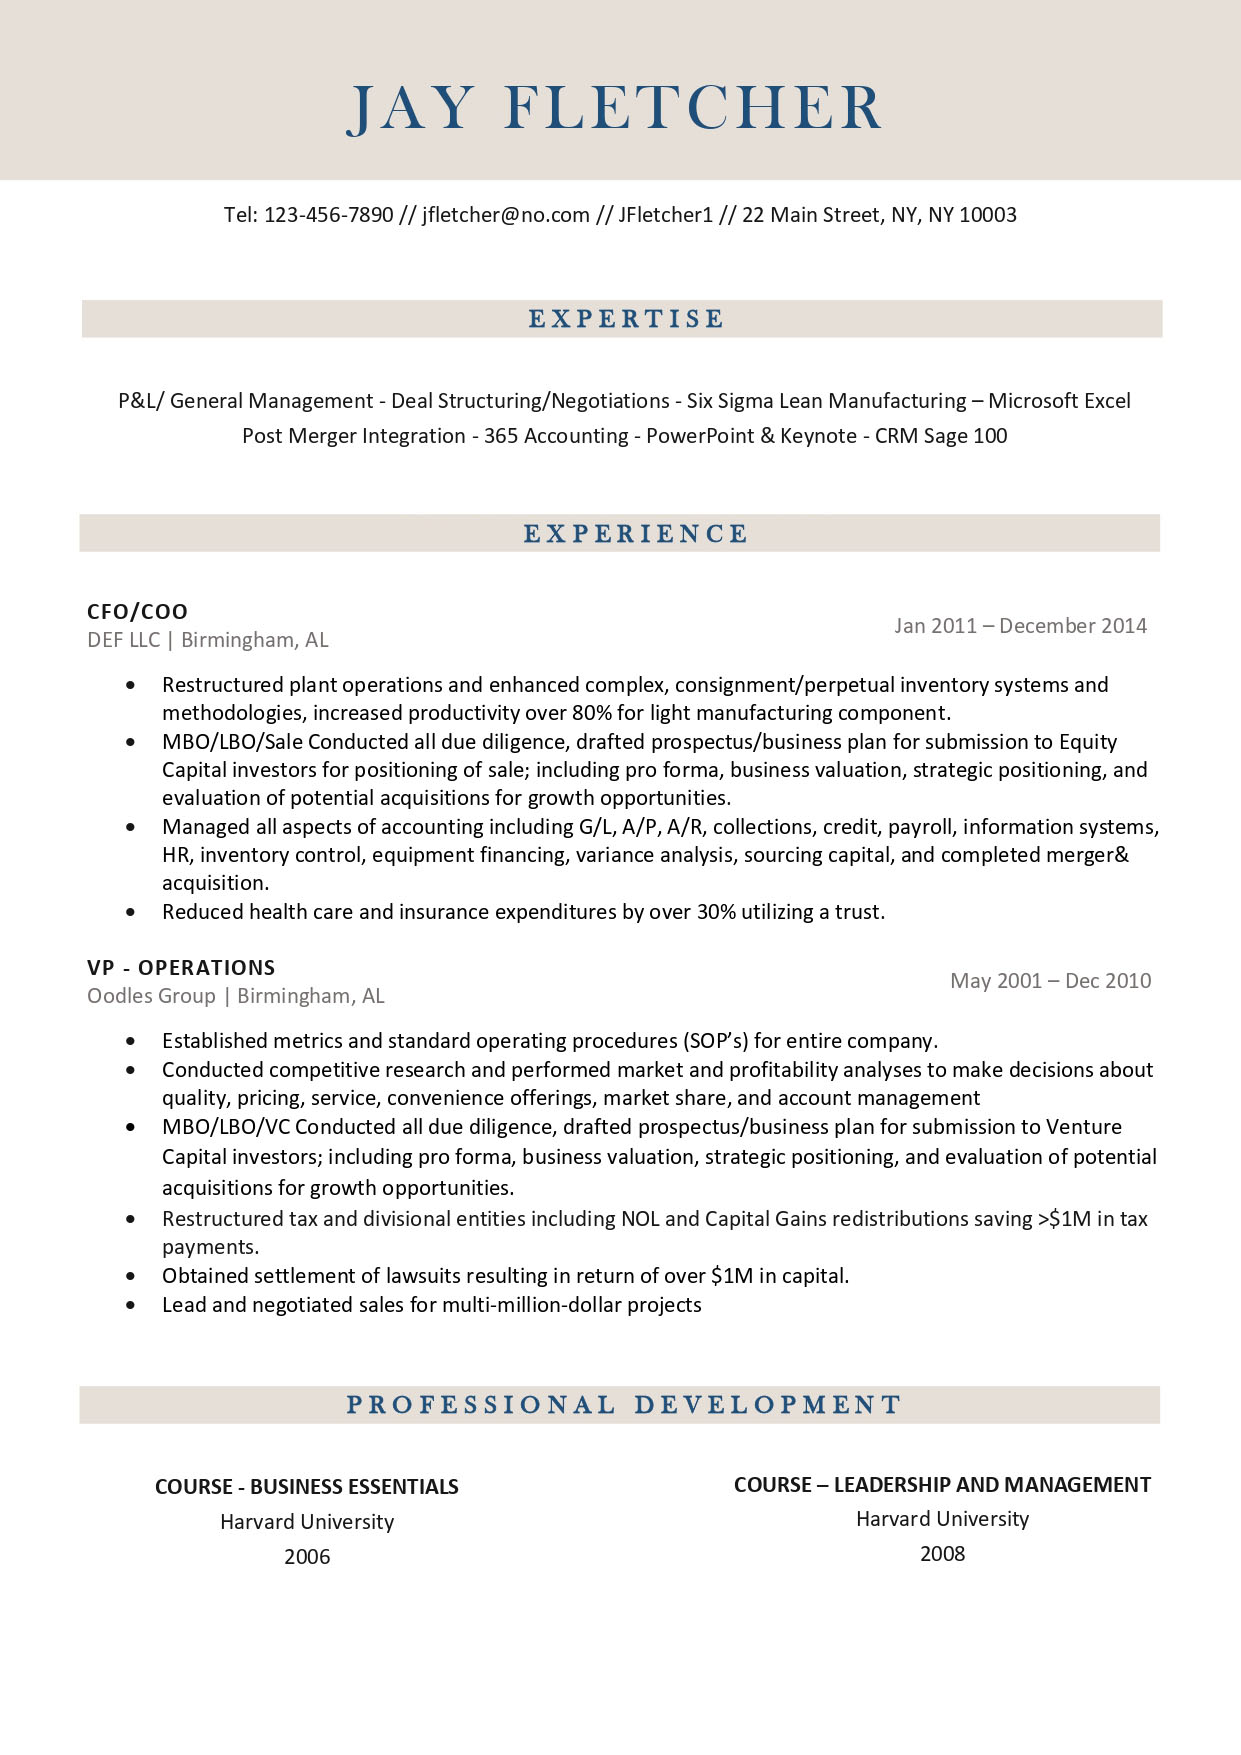 JAY FLETCHER
Tel: 123-456-7890 // jfletcher@no.com // JFletcher1 // 22 Main Street, NY, NY 10003
EXPERTISE
P&L/ General Management - Deal Structuring/Negotiations - Six Sigma Lean Manufacturing – Microsoft Excel
Post Merger Integration - 365 Accounting - PowerPoint & Keynote - CRM Sage 100
EXPERIENCE
CFO/COO
DEF LLC | Birmingham, AL
Jan 2011 – December 2014
• Restructured plant operations and enhanced complex, consignment/perpetual inventory systems and
methodologies, increased productivity over 80% for light manufacturing component.
• MBO/LBO/Sale Conducted all due diligence, drafted prospectus/business plan for submission to Equity
Capital investors for positioning of sale; including pro forma, business valuation, strategic positioning, and
evaluation of potential acquisitions for growth opportunities.
• Managed all aspects of accounting including G/L, A/P, A/R, collections, credit, payroll, information systems,
HR, inventory control, equipment financing, variance analysis, sourcing capital, and completed merger&
acquisition.
• Reduced health care and insurance expenditures by over 30% utilizing a trust.
VP - OPERATIONS
Oodles Group | Birmingham, AL
May 2001 – Dec 2010
• Established metrics and standard operating procedures (SOP’s) for entire company.
• Conducted competitive research and performed market and profitability analyses to make decisions about
quality, pricing, service, convenience offerings, market share, and account management
• MBO/LBO/VC Conducted all due diligence, drafted prospectus/business plan for submission to Venture
Capital investors; including pro forma, business valuation, strategic positioning, and evaluation of potential
acquisitions for growth opportunities.
• Restructured tax and divisional entities including NOL and Capital Gains redistributions saving >$1M in tax
payments.
• Obtained settlement of lawsuits resulting in return of over $1M in capital.
• Lead and negotiated sales for multi-million-dollar projects
PROFESSIONAL DEVELOPMENT
COURSE - BUSINESS ESSENTIALS
Harvard University
2006
COURSE – LEADERSHIP AND MANAGEMENT
Harvard University
2008